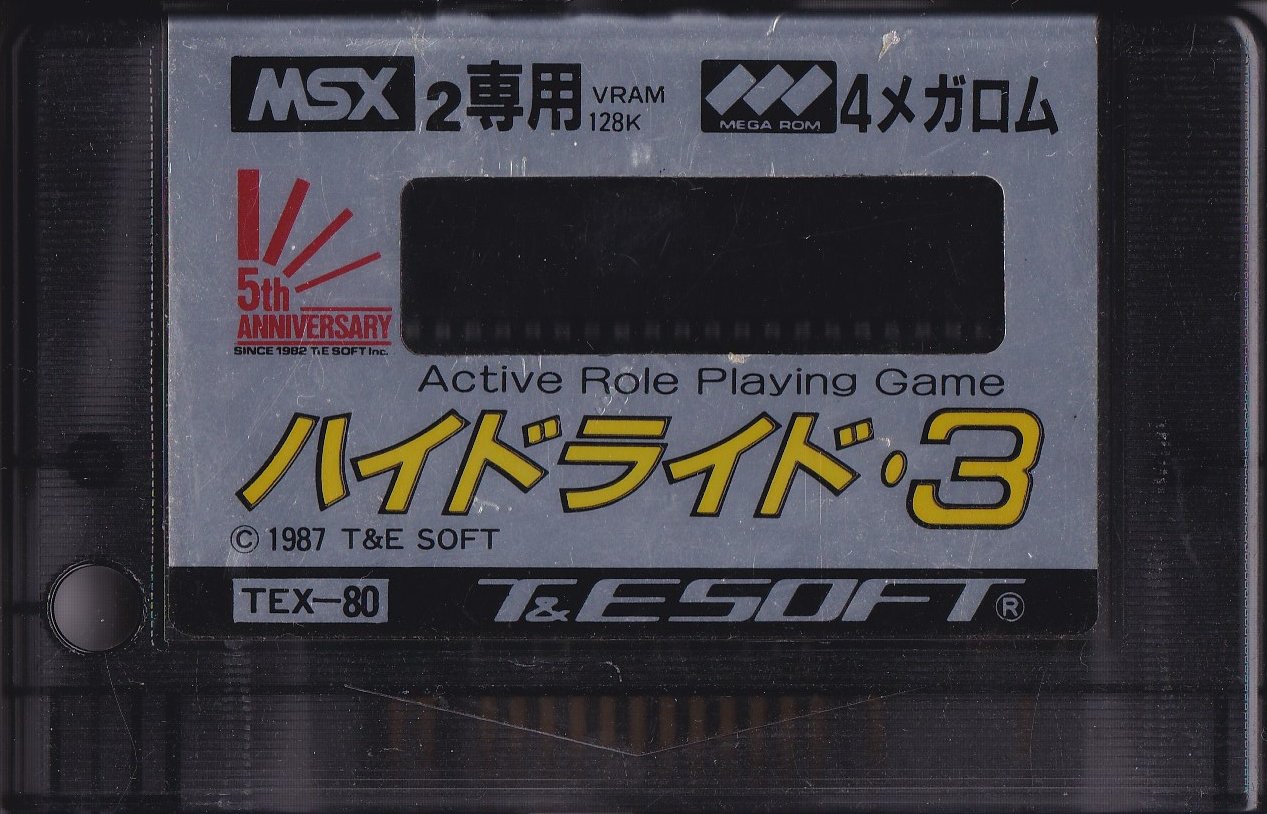 MSX 2専用 VRAM 128K
MEGA ROM 4メガロム
5th
ANNIVERSARY
SINCE 1982 T&E SOFT Inc.
Active Role Playing Game
ハイドライド・3
© 1987 T&E SOFT
TEX-80
T&ESOFT®